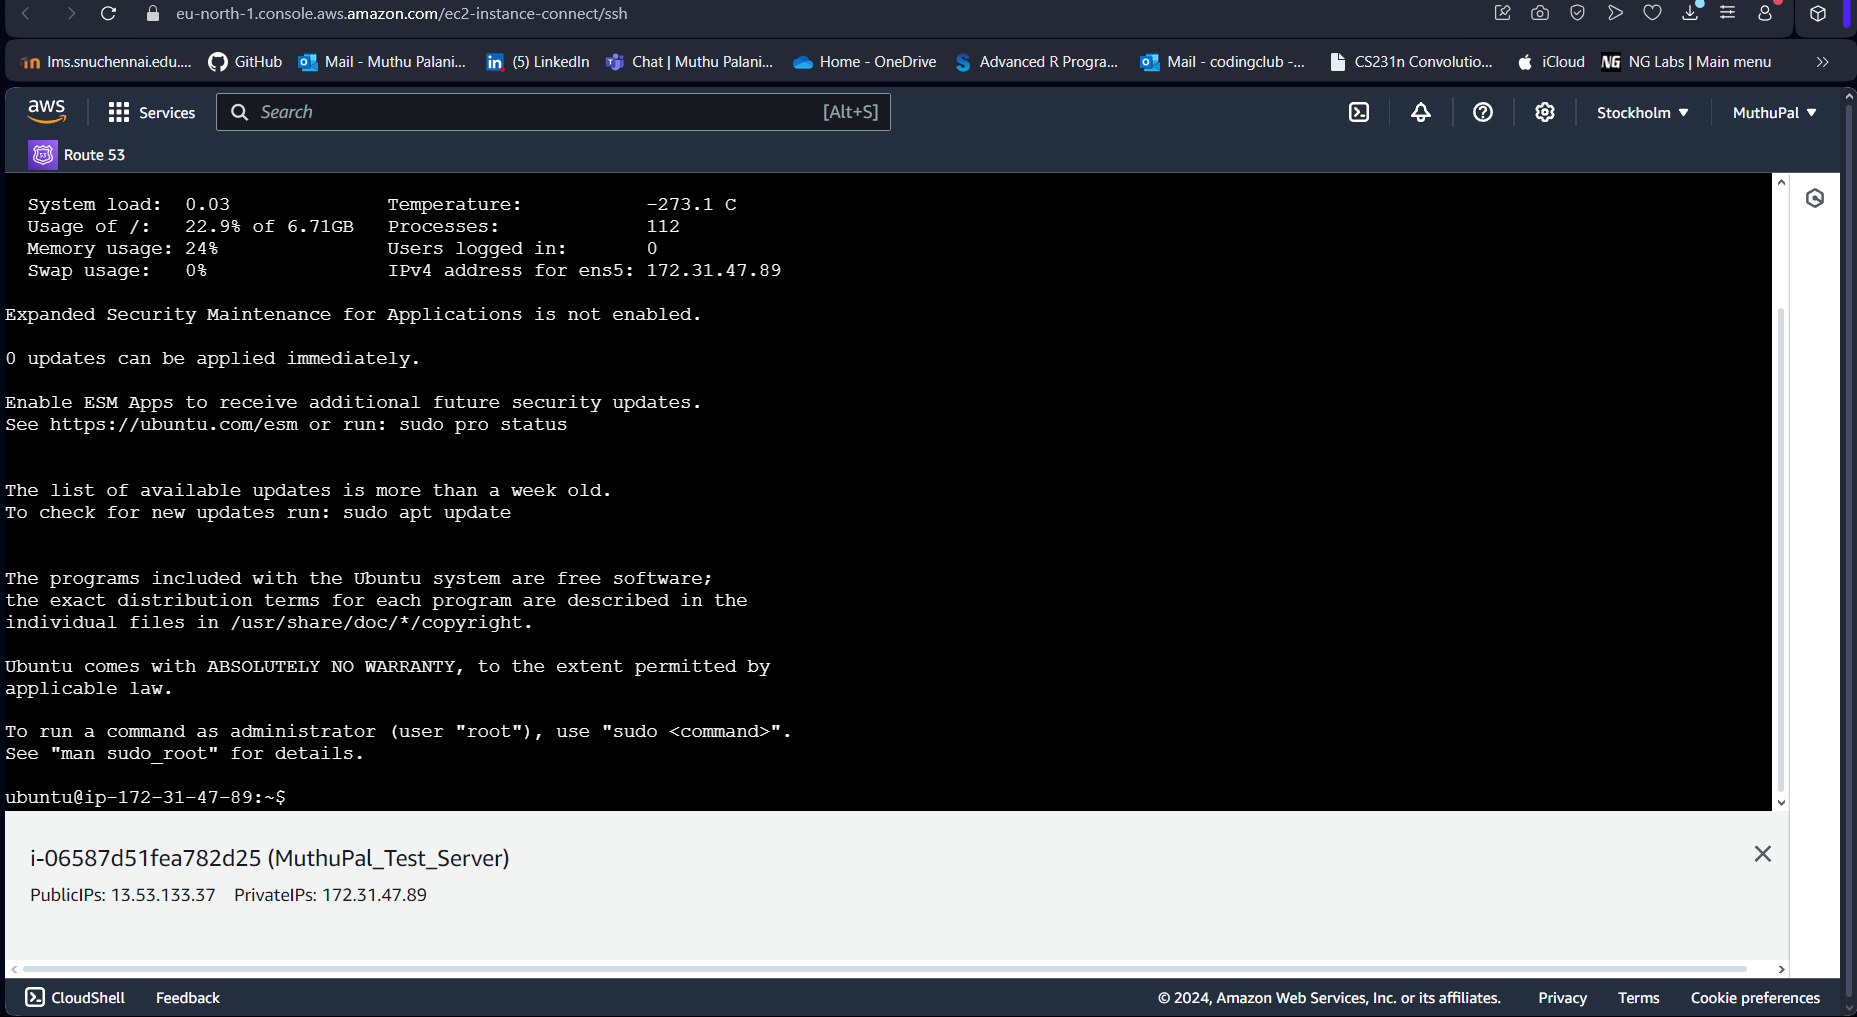 eu-north-1.console.aws.amazon.com/ec2-instance-connect/ssh
lms.snuchennai.edu.... GitHub Mail - Muthu Palani... (5) LinkedIn Chat | Muthu Palani... Home - OneDrive Advanced R Progra... Mail - codingclub -... CS231n Convolutio... iCloud NG NG Labs | Main menu
aws Services Search [Alt+S] Stockholm MuthuPal
Route 53
System load: 0.03 Temperature: -273.1 C
Usage of /: 22.9% of 6.71GB Processes: 112
Memory usage: 24% Users logged in: 0
Swap usage: 0% IPv4 address for ens5: 172.31.47.89
Expanded Security Maintenance for Applications is not enabled.
0 updates can be applied immediately.
Enable ESM Apps to receive additional future security updates.
See https://ubuntu.com/esm or run: sudo pro status
The list of available updates is more than a week old.
To check for new updates run: sudo apt update
The programs included with the Ubuntu system are free software;
the exact distribution terms for each program are described in the
individual files in /usr/share/doc/*/copyright.
Ubuntu comes with ABSOLUTELY NO WARRANTY, to the extent permitted by
applicable law.
To run a command as administrator (user "root"), use "sudo <command>".
See "man sudo_root" for details.
ubuntu@ip-172-31-47-89:~$
i-06587d51fea782d25 (MuthuPal_Test_Server)
PublicIPs: 13.53.133.37 PrivateIPs: 172.31.47.89
CloudShell Feedback © 2024, Amazon Web Services, Inc. or its affiliates. Privacy Terms Cookie preferences